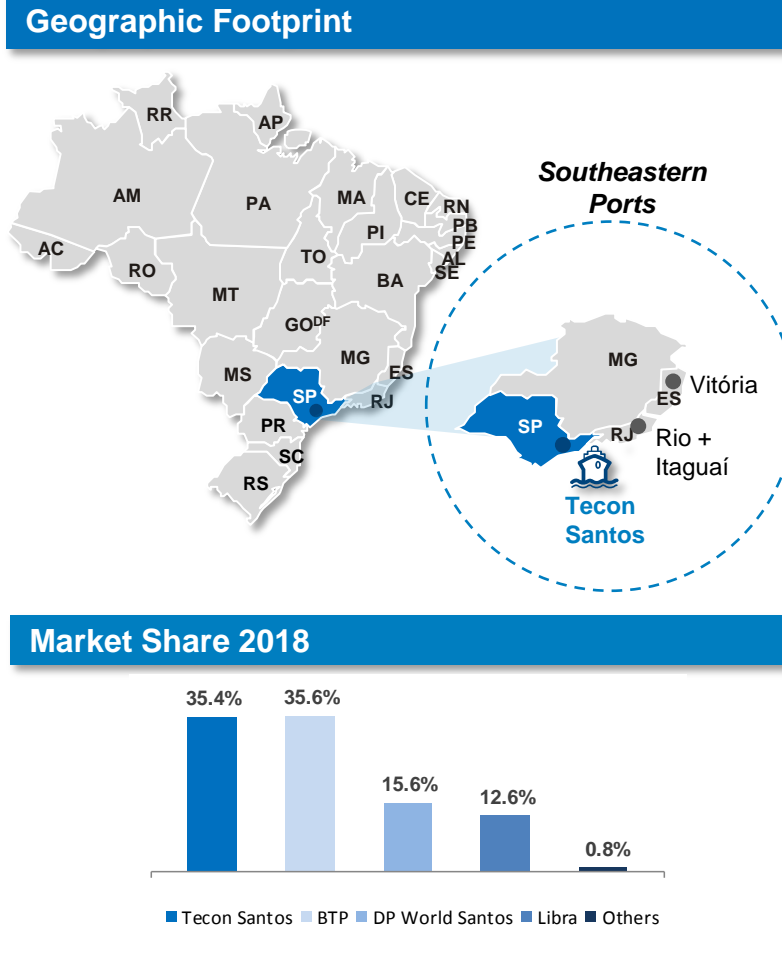 Geographic Footprint
RR
AP
AM
PA
MA
CE
RN
PB
PE
AL
SE
PI
AC
RO
TO
BA
MT
GO DF
MG
MS
ES
SP
RJ
PR
SC
RS
Southeastern
Ports
MG
ES
Vitória
SP
RJ
Rio +
Itaguaí
Tecon
Santos
Market Share 2018
35.4%
35.6%
15.6%
12.6%
0.8%
Tecon Santos BTP DP World Santos Libra Others